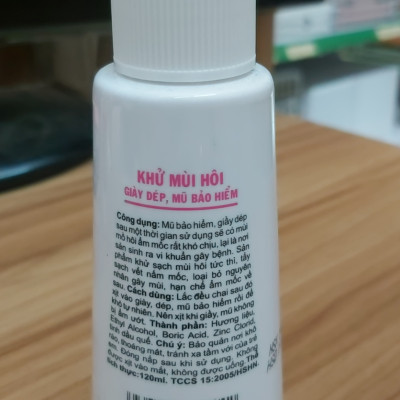 KHỬ MÙI HÔI
GIÀY DÉP, MŨ BẢO HIỂM
Công dụng: Mũ bảo hiểm, giầy dép
sau một thời gian sử dụng sẽ có mùi
mồ hôi ẩm mốc rất khó chịu, lại là nơi
sản sinh ra vi khuẩn gây bệnh. Sản
phẩm khử sạch mùi hôi tức thì, tẩy
sạch vết nấm mốc, loại bỏ nguyên
nhân gây mùi, hạn chế ẩm mốc về
sau. Cách dùng: Lắc đều chai sau đó
xịt vào giày, dép, mũ bảo hiểm rồi để
khô tự nhiên. Nên xịt khi giầy, mũ không
bị ẩm ướt. Thành phần: Hương liệu,
Ethyl Alcohol, Boric Acid, Zinc Clorid,
tinh dầu quế. Chú ý: Bảo quản nơi khô
ráo, thoáng mát, tránh xa tầm với của trẻ
em. Đóng nắp sau khi sử dụng. Không
được xịt vào mắt, không được uống. Thể
tích thực:120ml. TCCS 15:2005/HSHN.